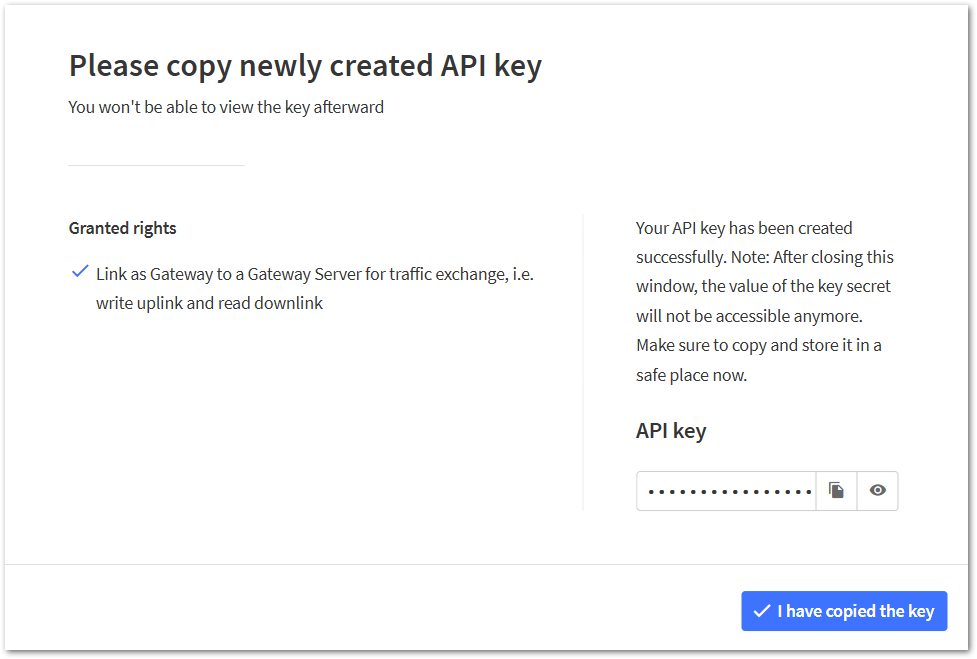 Please copy newly created API key
You won't be able to view the key afterward
Granted rights
Link as Gateway to a Gateway Server for traffic exchange, i.e.
write uplink and read downlink
Your API key has been created
successfully. Note: After closing this
window, the value of the key secret
will not be accessible anymore.
Make sure to copy and store it in a
safe place now.
API key
••••••••••••••••
I have copied the key